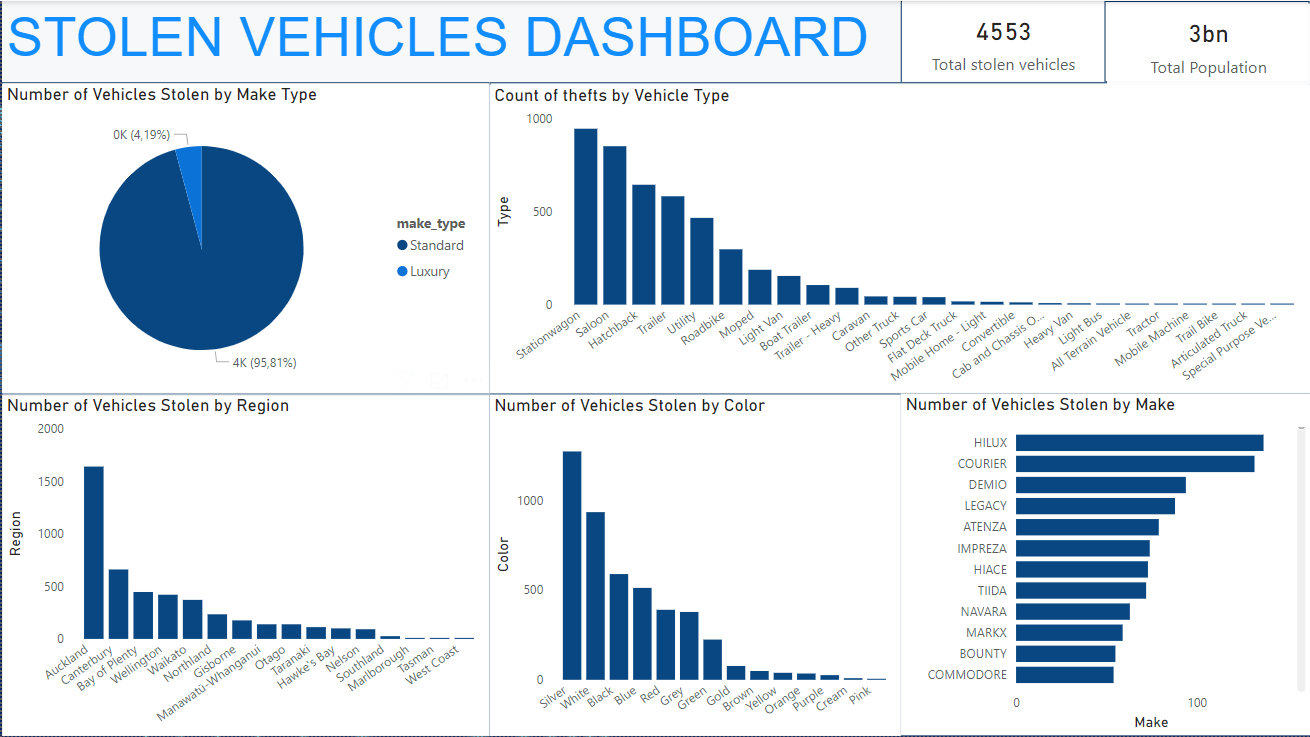 STOLEN VEHICLES DASHBOARD
4553
Total stolen vehicles
3bn
Total Population
Number of Vehicles Stolen by Make Type
0K (4,19%)
4K (95,81%)
make_type
Standard
Luxury
Count of thefts by Vehicle Type
Type
1000
500
0
Stationwagon
Saloon
Hatchback
Trailer
Utility
Roadbike
Moped
Light Van
Boat Trailer
Trailer - Heavy
Caravan
Other Truck
Sports Car
Flat Deck Truck
Mobile Home - Light
Convertible
Cab and Chassis O...
Heavy Van
Light Bus
All Terrain Vehicle
Tractor
Mobile Machine
Trail Bike
Articulated Truck
Special Purpose Ve...
Number of Vehicles Stolen by Region
Region
2000
1500
1000
500
0
Auckland
Canterbury
Bay of Plenty
Wellington
Waikato
Northland
Gisborne
Manawatū-Whanganui
Otago
Taranaki
Hawke's Bay
Nelson
Southland
Marlborough
Tasman
West Coast
Number of Vehicles Stolen by Color
Color
1000
500
0
Silver
White
Black
Blue
Red
Grey
Green
Gold
Brown
Yellow
Orange
Purple
Cream
Pink
Number of Vehicles Stolen by Make
HILUX
COURIER
DEMIO
LEGACY
ATENZA
IMPREZA
HIACE
TIIDA
NAVARA
MARKX
BOUNTY
COMMODORE
0
100
Make